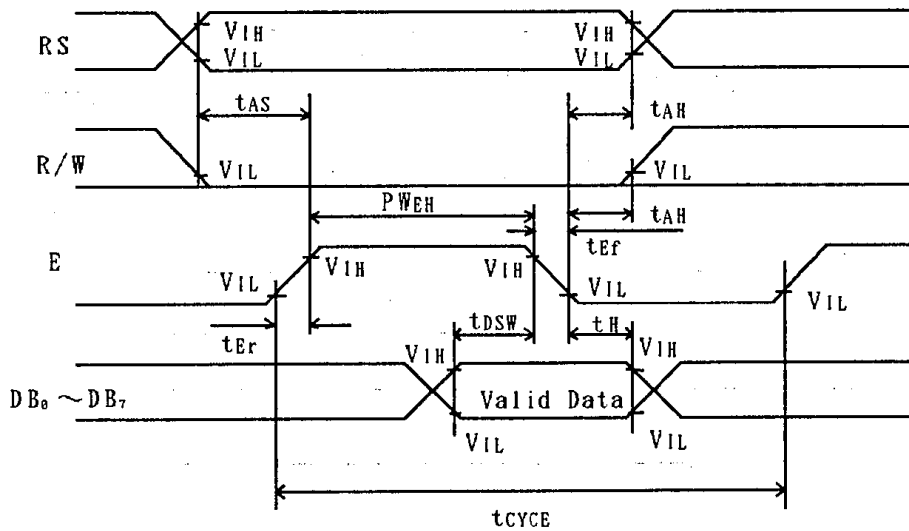 RS
VIH
VIL
VIH
VIL
tAS
tAH
R/W
VIL
VIL
PWEH
tAH
tEf
E
VIL
VIH
VIH
VIL
VIL
tEr
tDSW
tH
VIH
VIH
DB0 ~DB7
Valid Data
VIL
VIL
tCYCE